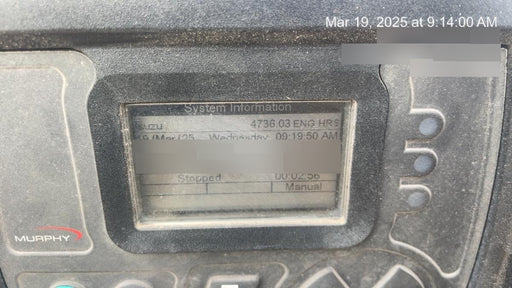 Mar 19, 2025 at 9:14:00 AM
System Information
4736.03 ENG HRS
Wednesday 09:19:50 AM
Stopped 00:02:56
Manual
MURPHY